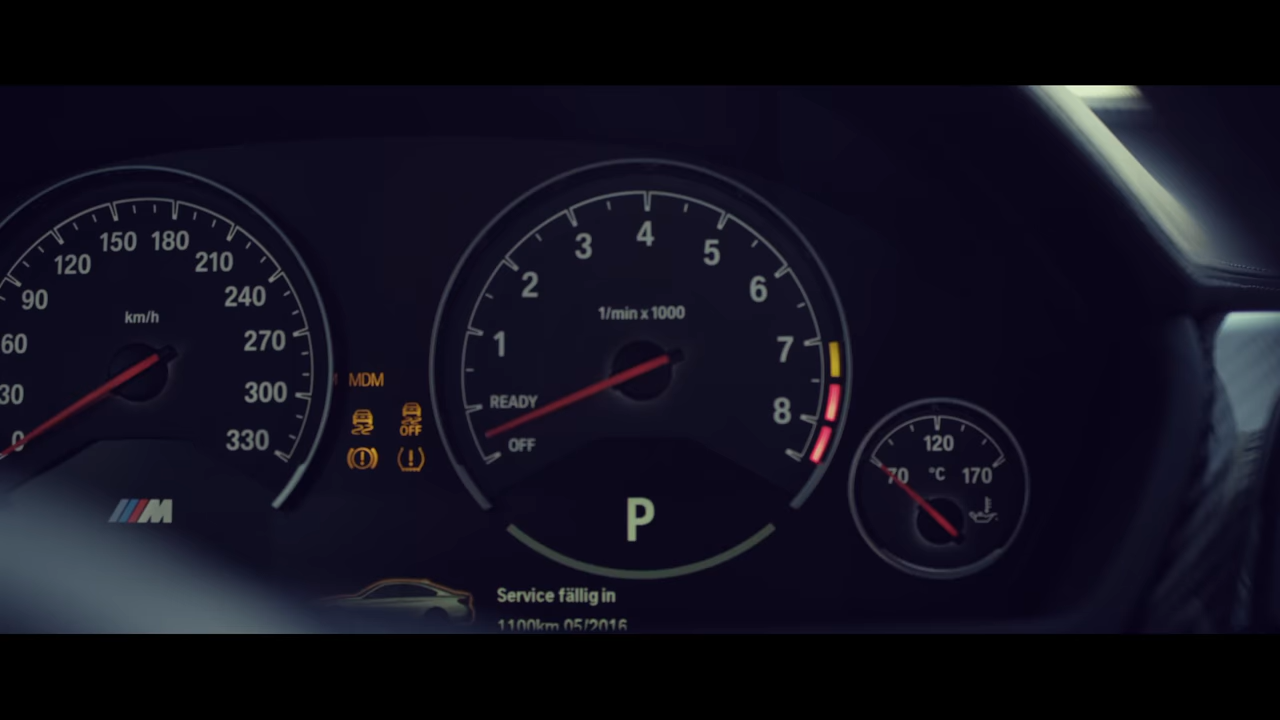 150 180
120 210
90 240
km/h
60 270
30 300
0 330
M
MDM
OFF
4
3 5
2 6
1/min x 1000
1 7
READY 8
OFF
P
120
70 °C 170
Service fällig in
1100km 05/2016